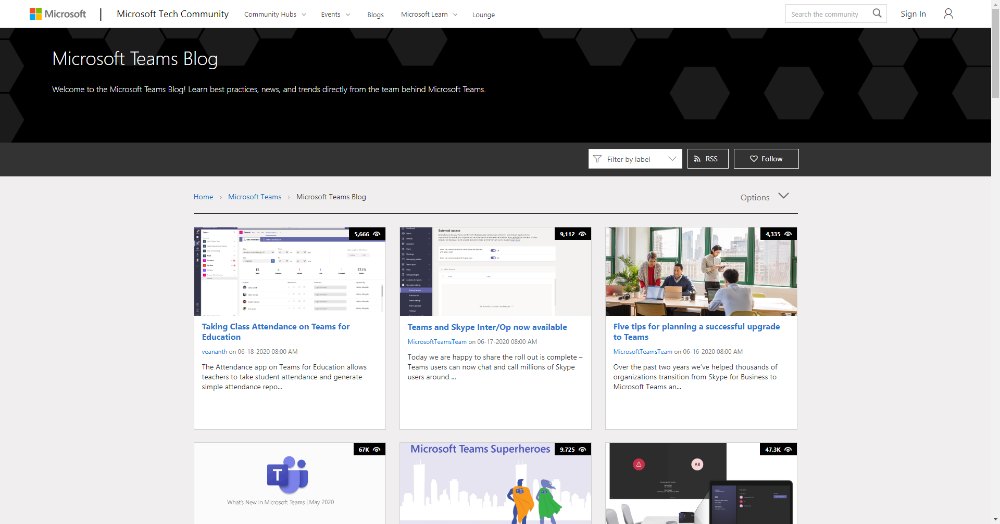 Microsoft | Microsoft Tech Community Community Hubs Events Blogs Microsoft Learn Lounge Search the community Sign In
Microsoft Teams Blog
Welcome to the Microsoft Teams Blog! Learn best practices, news, and trends directly from the team behind Microsoft Teams.
Filter by label RSS Follow
Home > Microsoft Teams > Microsoft Teams Blog Options
5,666
Taking Class Attendance on Teams for
Education
veananth on 06-18-2020 08:00 AM
The Attendance app on Teams for Education allows
teachers to take student attendance and generate
simple attendance repo...
External access
9,112
Teams and Skype Inter/Op now available
MicrosoftTeamsTeam on 06-17-2020 08:00 AM
Today we are happy to share the roll out is complete –
Teams users can now chat and call millions of Skype
users around ...
4,335
Five tips for planning a successful upgrade
to Teams
MicrosoftTeamsTeam on 06-16-2020 08:00 AM
Over the past two years we've helped thousands of
organizations transition from Skype for Business to
Microsoft Teams an...
67K
T
What's New in Microsoft Teams | May 2020
Microsoft Teams Superheroes
9,725
47.3K
AB